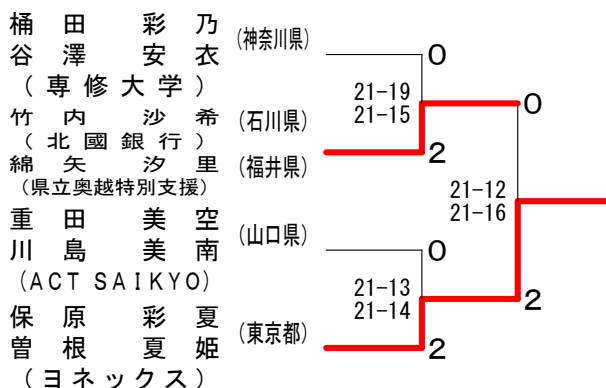 桶田 彩乃
谷澤 安衣
(神奈川県)
(専修大学)
0
21-19
21-15
0
竹内 沙希
(石川県)
(北國銀行)
綿矢 汐里
(福井県)
(県立奥越特別支援)
2
21-12
21-16
重田 美空
川島 美南
(山口県)
(ACT SAIKYO)
0
21-13
21-14
2
保原 彩夏
曽根 夏姫
(東京都)
(ヨネックス)
2